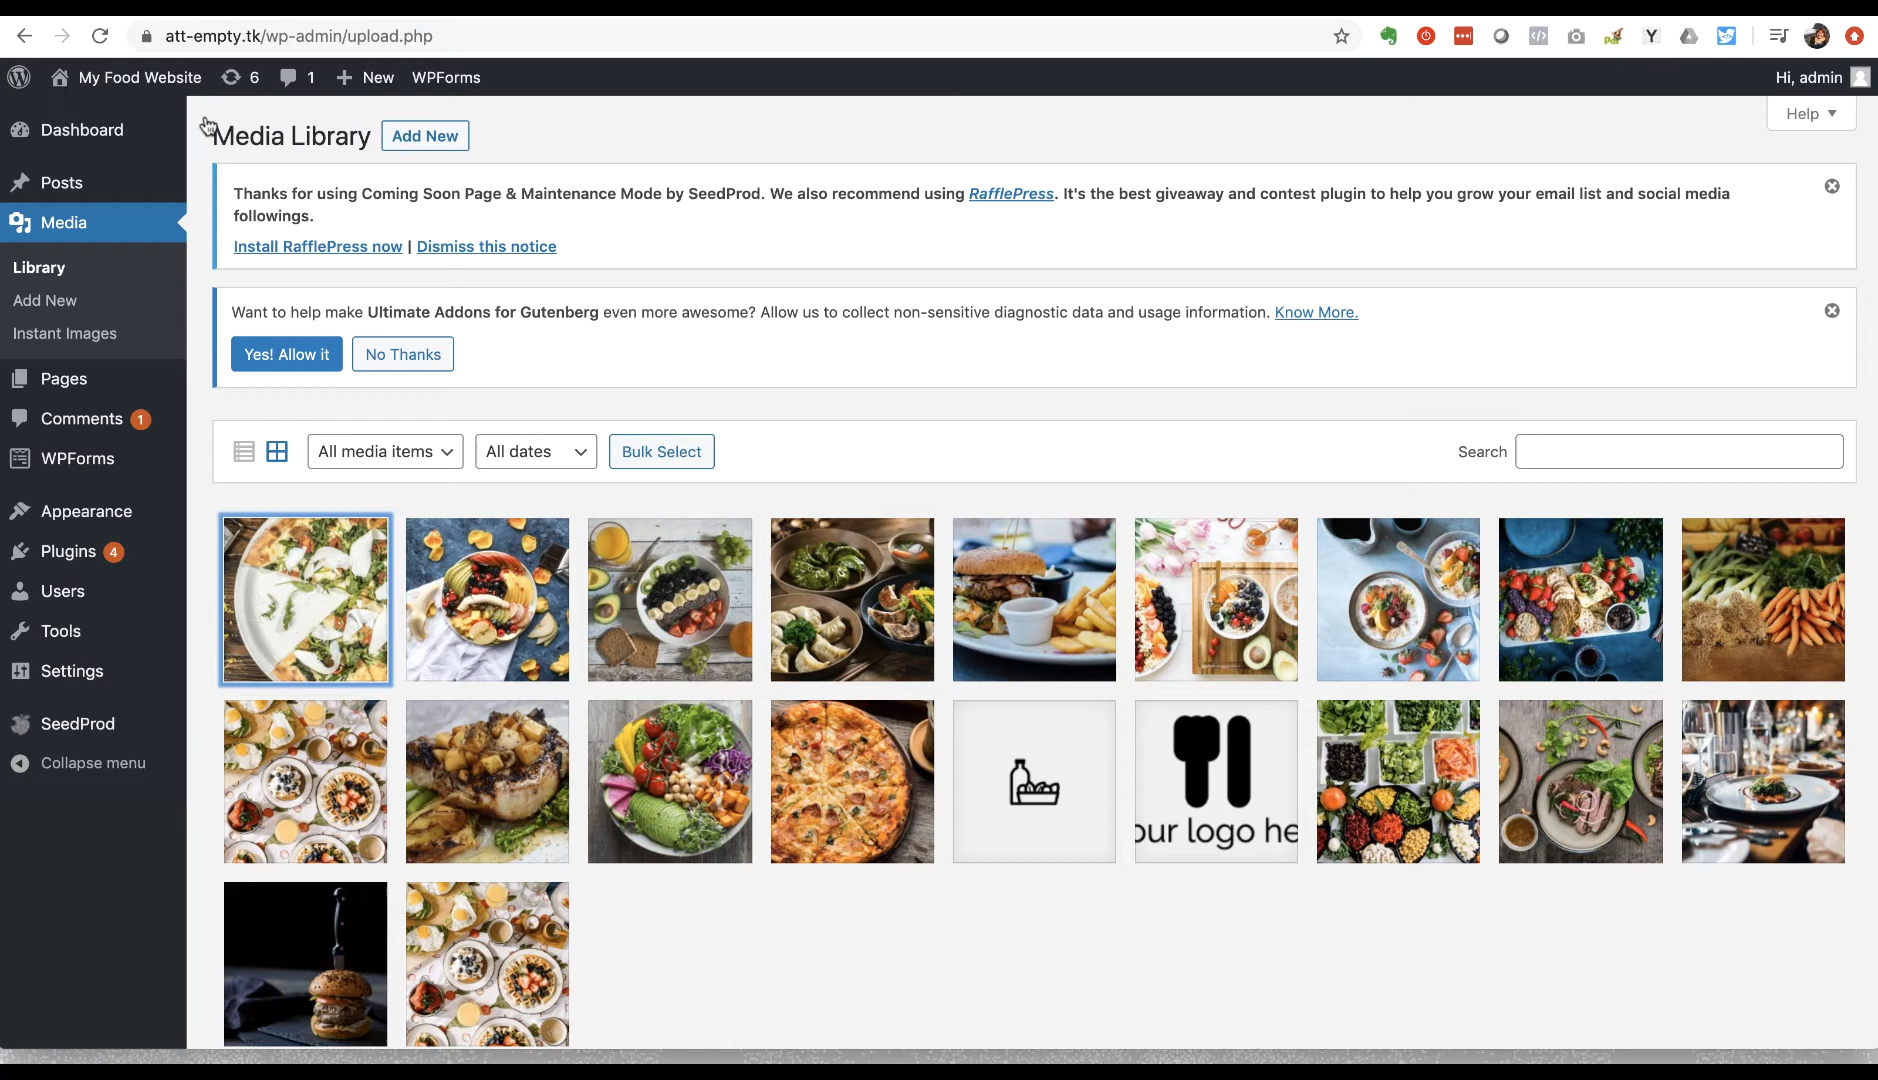 att-empty.tk/wp-admin/upload.php
My Food Website 6 1 New WPForms Hi, admin
Dashboard
Posts
Media
Library
Add New
Instant Images
Pages
Comments 1
WPForms
Appearance
Plugins 4
Users
Tools
Settings
SeedProd
Collapse menu
Help
Media Library Add New
Thanks for using Coming Soon Page & Maintenance Mode by SeedProd. We also recommend using RafflePress. It's the best giveaway and contest plugin to help you grow your email list and social media
followings.
Install RafflePress now | Dismiss this notice
Want to help make Ultimate Addons for Gutenberg even more awesome? Allow us to collect non-sensitive diagnostic data and usage information. Know More.
Yes! Allow it No Thanks
All media items All dates Bulk Select Search
our logo he